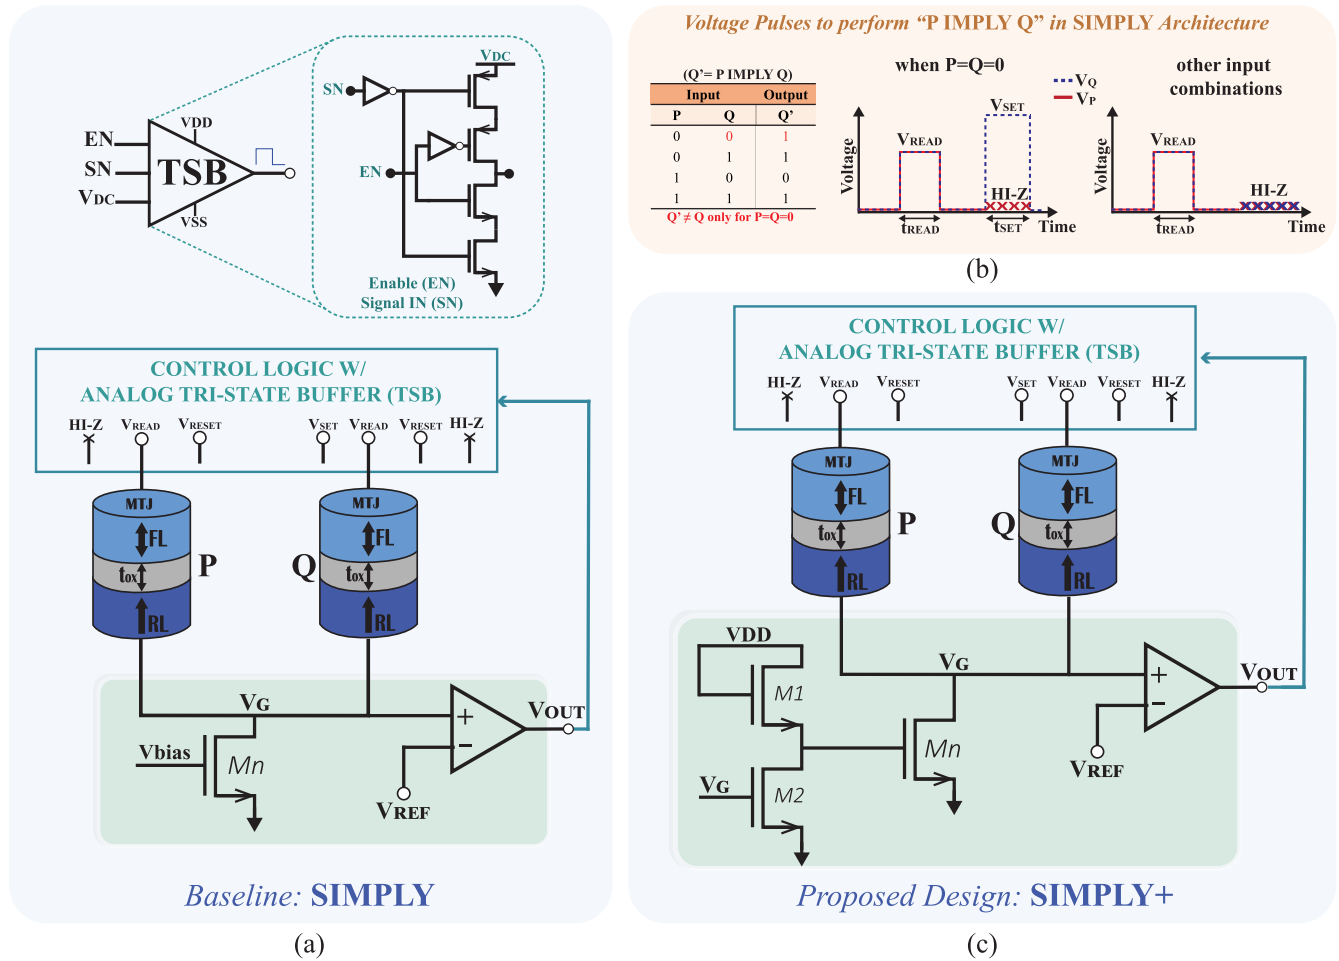 EN
SN
VDC
VDD
TSB
VSS
SN
VDC
EN
Enable (EN)
Signal IN (SN)
CONTROL LOGIC W/
ANALOG TRI-STATE BUFFER (TSB)
HI-Z VREAD VRESET VSET VREAD VRESET HI-Z
MTJ MTJ
FL FL
P Q
tox tox
RL RL
VG
VOUT
Vbias
Mn
+
−
VREF
Baseline: SIMPLY
(a)
Voltage Pulses to perform “P IMPLY Q” in SIMPLY Architecture
(Q’= P IMPLY Q)
Input Output
P Q Q’
0 0 1
0 1 1
1 0 0
1 1 1
Q’ ≠ Q only for P=Q=0
when P=Q=0
VQ
VP
other input
combinations
Voltage
VREAD
VSET
HI-Z
tREAD
tSET
Time
Voltage
VREAD
HI-Z
tREAD
Time
(b)
CONTROL LOGIC W/
ANALOG TRI-STATE BUFFER (TSB)
HI-Z VREAD VRESET VSET VREAD VRESET HI-Z
MTJ MTJ
FL FL
P Q
tox tox
RL RL
VDD
M1
VG
Mn
VG
M2
+
−
VOUT
VREF
Proposed Design: SIMPLY+
(c)